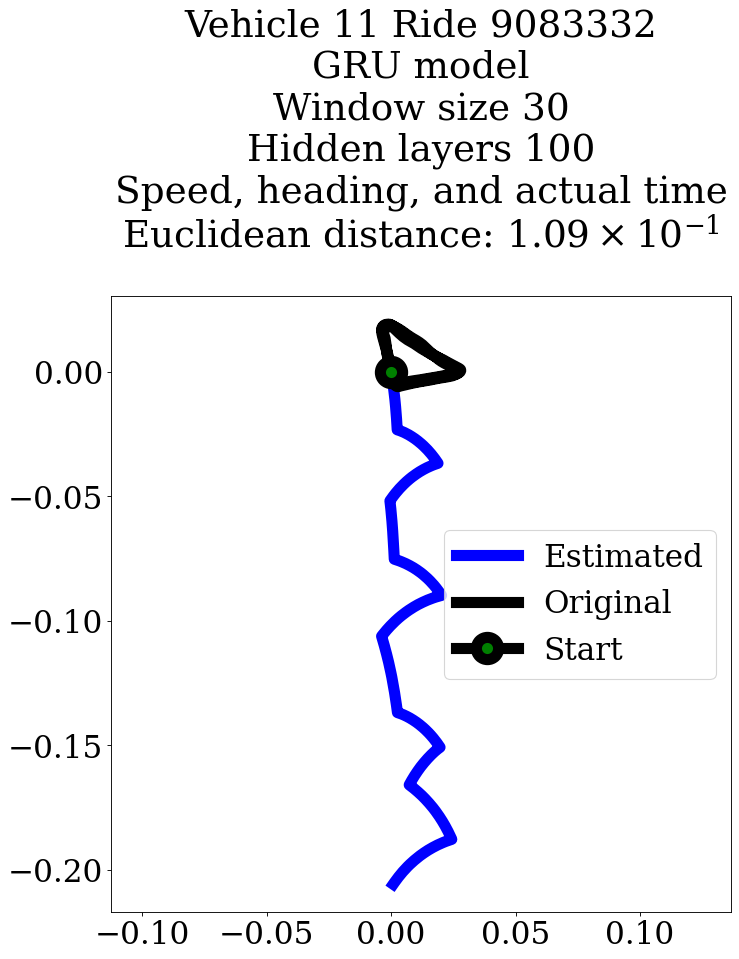 Vehicle 11 Ride 9083332
GRU model
Window size 30
Hidden layers 100
Speed, heading, and actual time
Euclidean distance: 1.09 × 10⁻¹
0.00
−0.05
−0.10
−0.15
−0.20
Estimated
Original
Start
−0.10 −0.05 0.00 0.05 0.10